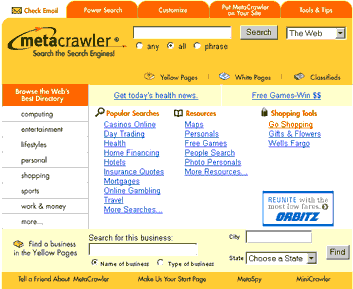 Check Email
Power Search
Customize
Put MetaCrawler on Your Site
Tools & Tips
metacrawler®
Search the Search Engines!
Search
The Web
any all phrase
Yellow Pages
White Pages
Classifieds
Browse the Web's
Best Directory
Get today's health news.
Free Games-Win $$
computing
entertainment
lifestyles
personal
shopping
sports
work & money
more...
Popular Searches
Casinos Online
Day Trading
Health
Home Financing
Hotels
Insurance Quotes
Mortgages
Online Gambling
Travel
More Searches...
Resources
Maps
Personals
Free Games
People Search
Photo Personals
More Resources...
Shopping Tools
Go Shopping
Gifts & Flowers
Wells Fargo
REUNITE with the
most low fares.
ORBITZ
Find a business
in the Yellow Pages
Search for this business:
Name of business Type of business
City
State Choose a State
Find
Tell a Friend About MetaCrawler
Make Us Your Start Page
MetaSpy
MiniCrawler